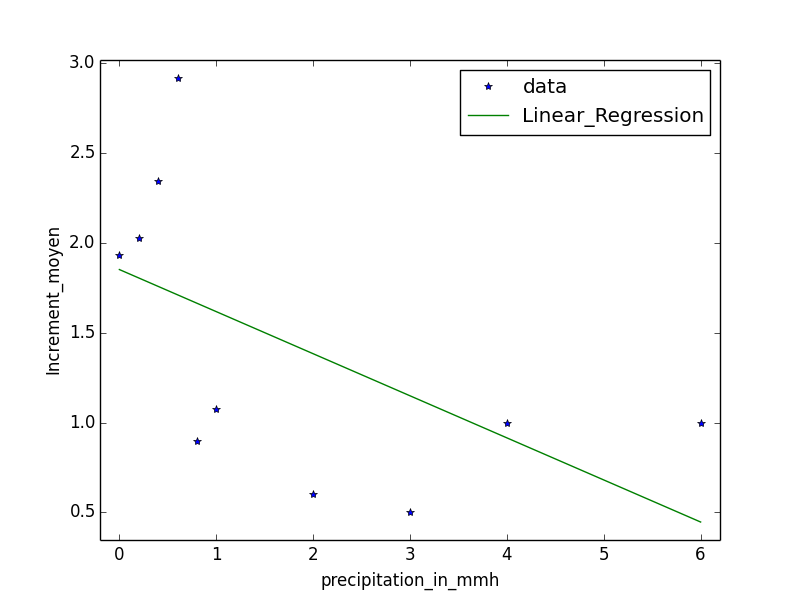 3.0
2.5
2.0
1.5
1.0
0.5
Increment_moyen
data
Linear_Regression
0 1 2 3 4 5 6
precipitation_in_mmh